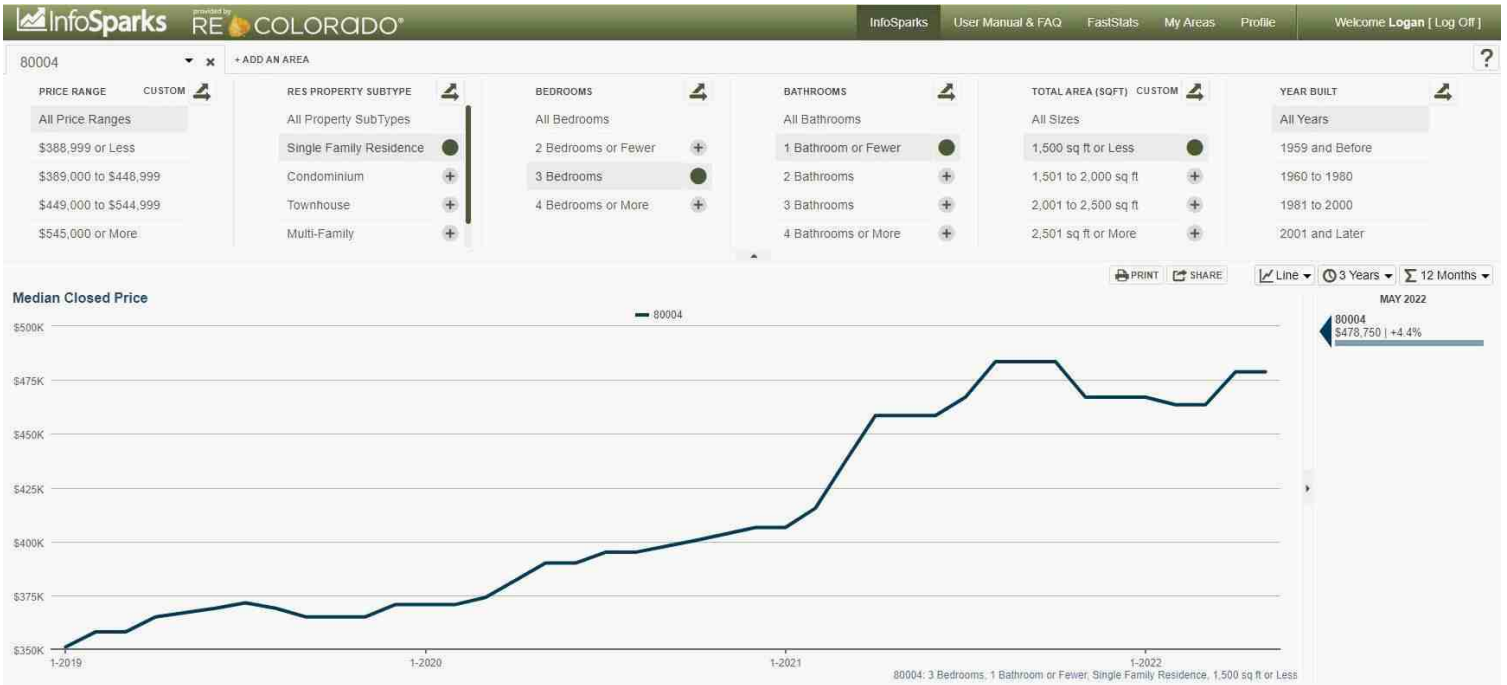 InfoSparks
provided by
RE COLORADO®
InfoSparks User Manual & FAQ FastStats My Areas Profile Welcome Logan [ Log Off ]
80004 + ADD AN AREA ?
PRICE RANGE CUSTOM RES PROPERTY SUBTYPE BEDROOMS BATHROOMS TOTAL AREA (SQFT) CUSTOM YEAR BUILT
All Price Ranges All Property SubTypes All Bedrooms All Bathrooms All Sizes All Years
$388,999 or Less Single Family Residence 2 Bedrooms or Fewer 1 Bathroom or Fewer 1,500 sq ft or Less 1959 and Before
$389,000 to $448,999 Condominium 3 Bedrooms 2 Bathrooms 1,501 to 2,000 sq ft 1960 to 1980
$449,000 to $544,999 Townhouse 4 Bedrooms or More 3 Bathrooms 2,001 to 2,500 sq ft 1981 to 2000
$545,000 or More Multi-Family 4 Bathrooms or More 2,501 sq ft or More 2001 and Later
PRINT SHARE Line 3 Years 12 Months
Median Closed Price
80004
MAY 2022
80004
$478,750 | +4.4%
$500K
$475K
$450K
$425K
$400K
$375K
$350K
1-2019 1-2020 1-2021 1-2022
80004: 3 Bedrooms, 1 Bathroom or Fewer, Single Family Residence, 1,500 sq ft or Less